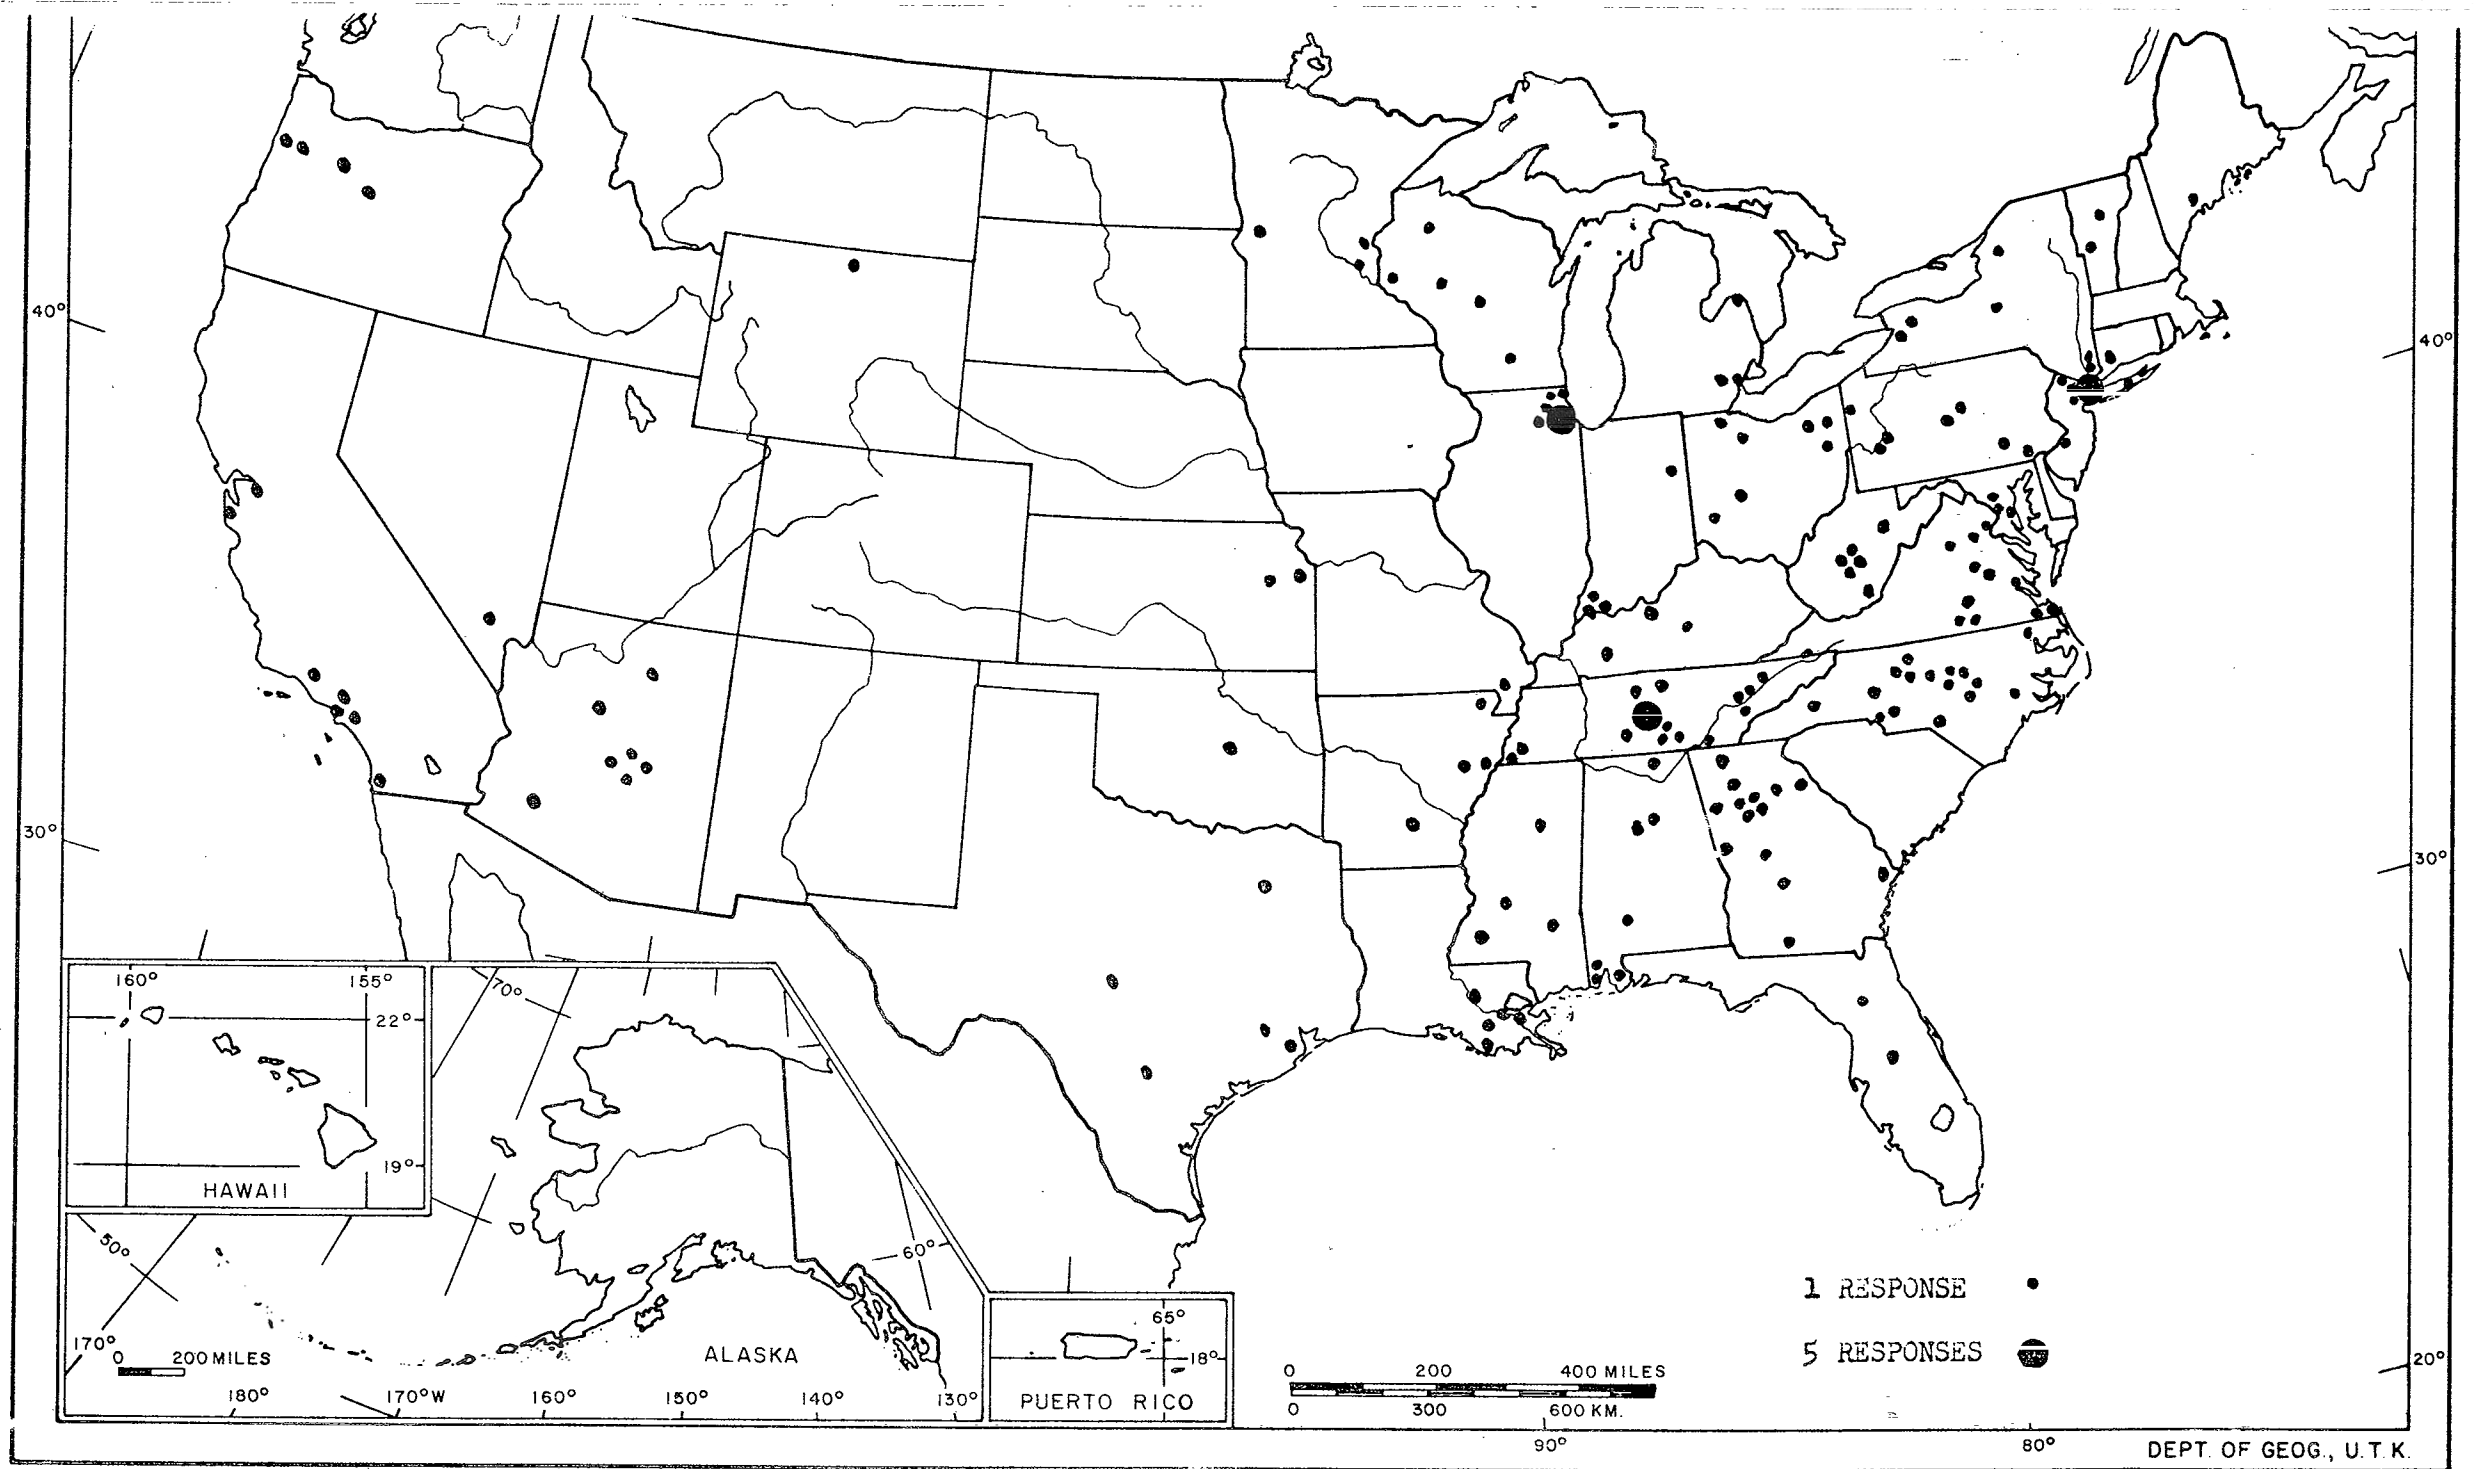 40°
40°
30°
30°
160°
155°
22°
19°
HAWAII
70°
50°
60°
170°
0 200 MILES
ALASKA
180°
170°W
160°
150°
140°
130°
65°
18°
PUERTO RICO
1 RESPONSE
5 RESPONSES
0 200 400 MILES
0 300 600 KM.
20°
90°
80°
DEPT. OF GEOG., U.T.K.